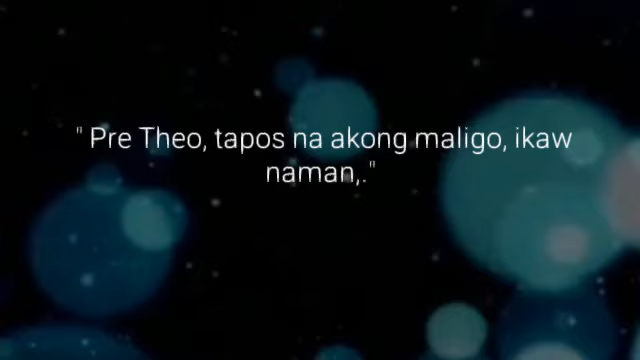 " Pre Theo, tapos na akong maligo, ikaw
naman,."